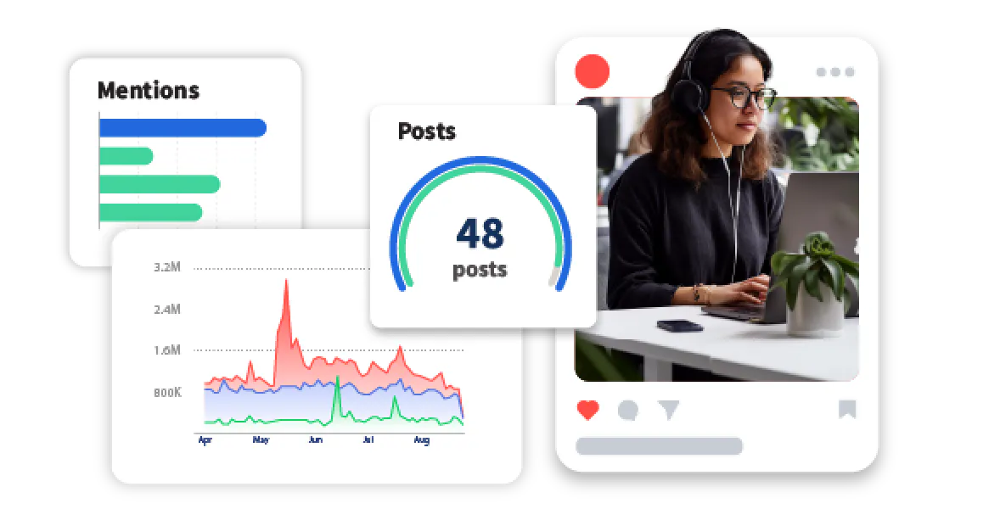 Mentions
Posts
48
posts
3.2M
2.4M
1.6M
800K
Apr May Jun Jul Aug